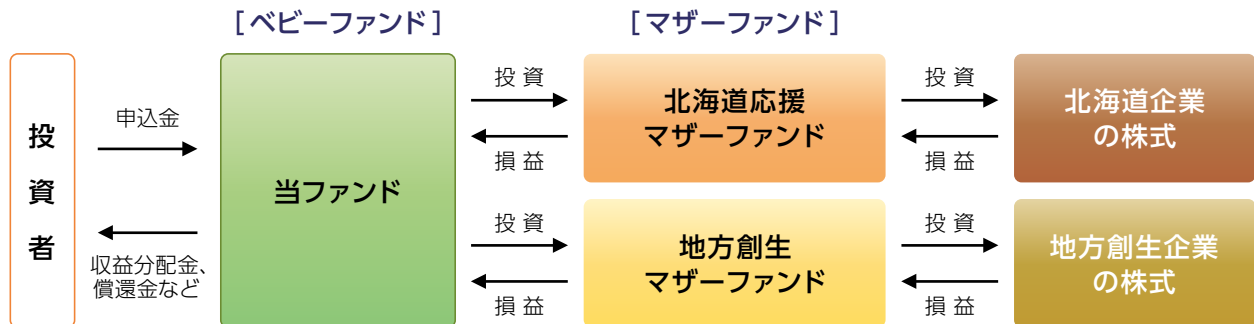 [ベビーファンド]
[マザーファンド]
投資者
申込金
収益分配金、
償還金など
当ファンド
投 資
損 益
北海道応援
マザーファンド
投 資
損 益
北海道企業
の株式
投 資
損 益
地方創生
マザーファンド
投 資
損 益
地方創生企業
の株式